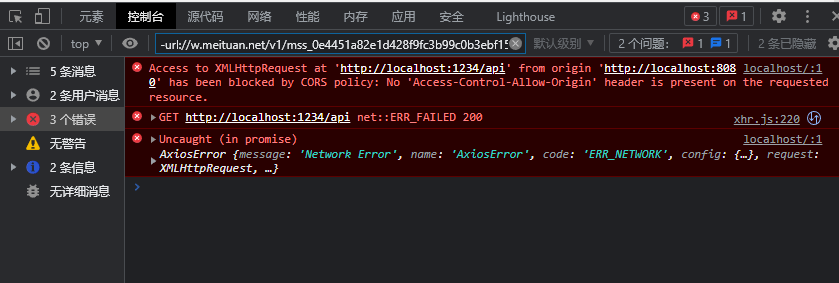 元素 控制台 源代码 网络 性能 内存 应用 安全 Lighthouse 3 1
top -url://w.meituan.net/v1/mss_0e4451a82e1d428f9fc3b99c0b3ebf15 默认级别 2 个问题: 1 1 2 条已隐藏
5 条消息
2 条用户消息
3 个错误
无警告
2 条信息
无详细消息
Access to XMLHttpRequest at 'http://localhost:1234/api' from origin 'http://localhost:808 localhost/:1
0' has been blocked by CORS policy: No 'Access-Control-Allow-Origin' header is present on the requested
resource.
GET http://localhost:1234/api net::ERR_FAILED 200 xhr.js:220
Uncaught (in promise) localhost/:1
AxiosError {message: 'Network Error', name: 'AxiosError', code: 'ERR_NETWORK', config: {…}, request:
XMLHttpRequest, …}